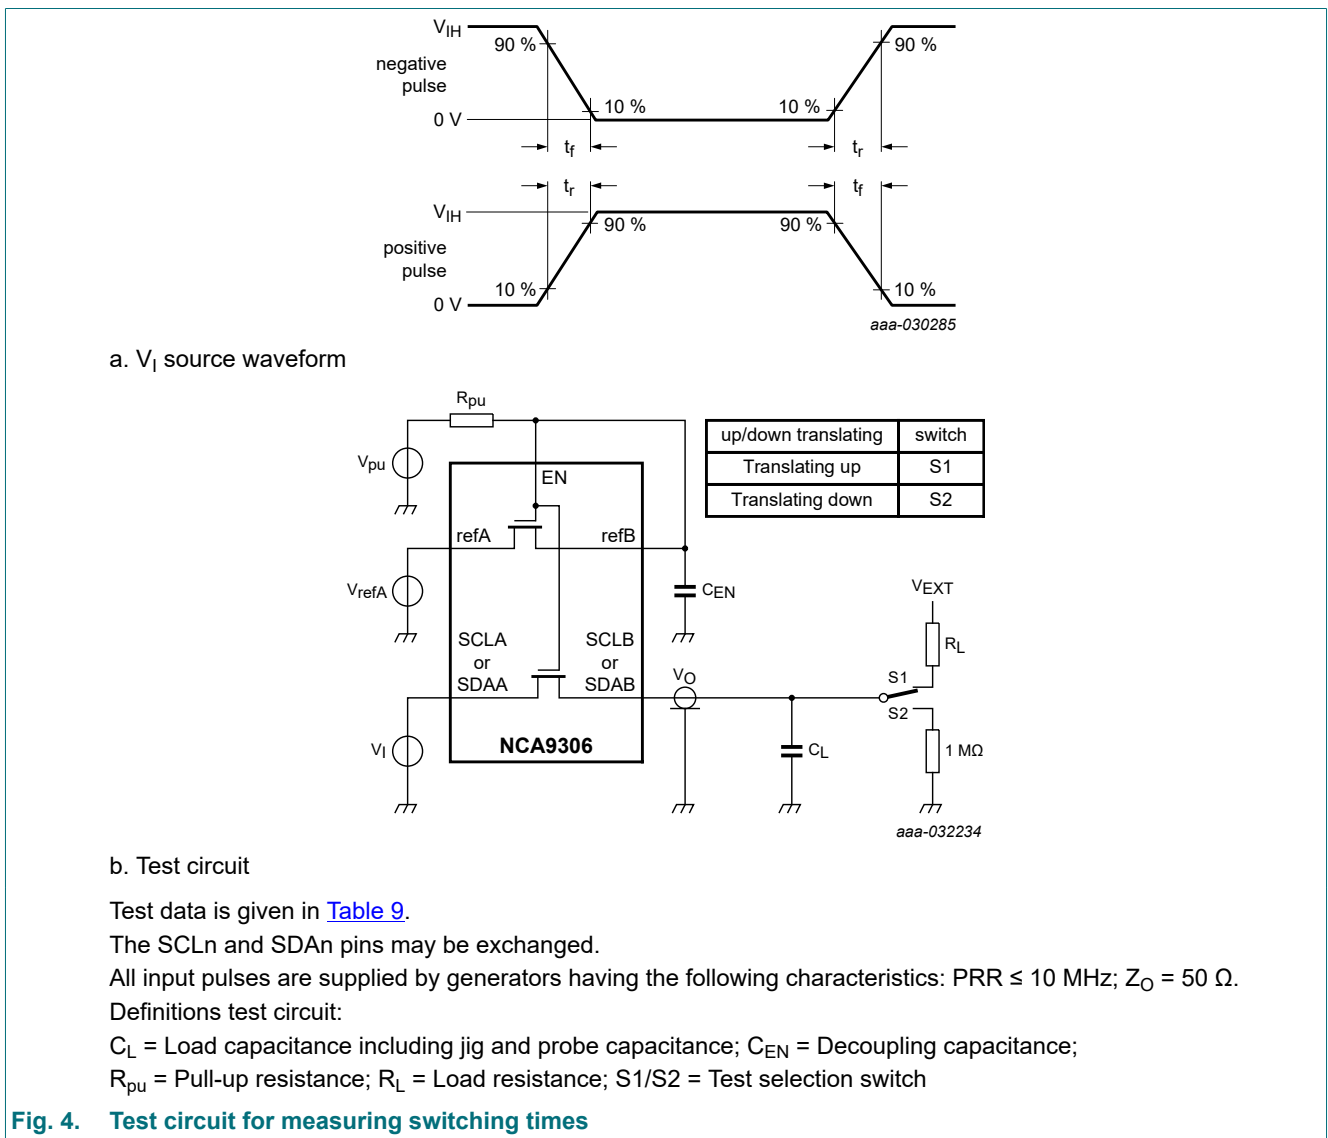 V_IH
90 %
90 %
negative
pulse
10 %
10 %
0 V
t_f
t_r
t_r
t_f
V_IH
90 %
90 %
positive
pulse
10 %
10 %
0 V
aaa-030285
a. V_I source waveform
R_pu
up/down translating switch
Translating up S1
Translating down S2
V_pu
EN
refA
refB
V_refA
C_EN
V_EXT
R_L
SCLA
or
SDAA
SCLB
or
SDAB
V_O
S1
S2
V_I
NCA9306
C_L
1 MΩ
aaa-032234
b. Test circuit
Test data is given in Table 9.
The SCLn and SDAn pins may be exchanged.
All input pulses are supplied by generators having the following characteristics: PRR ≤ 10 MHz; Z_O = 50 Ω.
Definitions test circuit:
C_L = Load capacitance including jig and probe capacitance; C_EN = Decoupling capacitance;
R_pu = Pull-up resistance; R_L = Load resistance; S1/S2 = Test selection switch
Fig. 4. Test circuit for measuring switching times